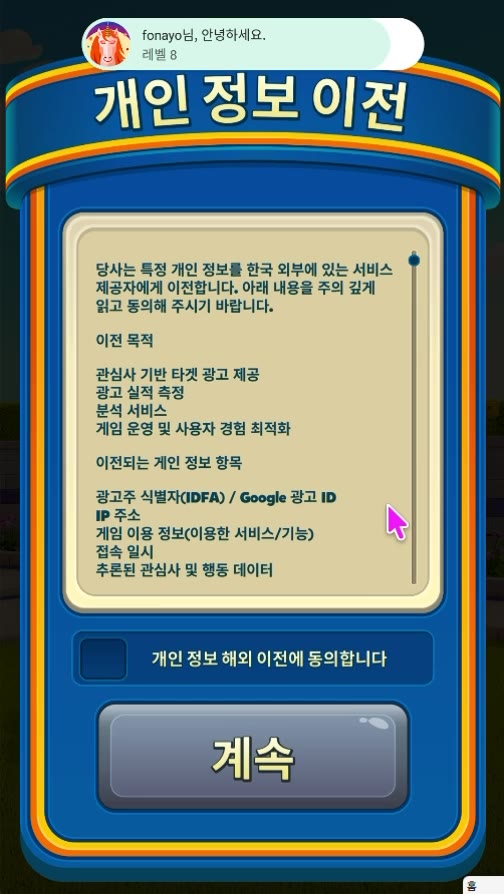 fonayo님, 안녕하세요.
레벨 8
개인 정보 이전
당사는 특정 개인 정보를 한국 외부에 있는 서비스
제공자에게 이전합니다. 아래 내용을 주의 깊게
읽고 동의해 주시기 바랍니다.
이전 목적
관심사 기반 타겟 광고 제공
광고 실적 측정
분석 서비스
게임 운영 및 사용자 경험 최적화
이전되는 게인 정보 항목
광고주 식별자(IDFA) / Google 광고 ID
IP 주소
게임 이용 정보(이용한 서비스/기능)
접속 일시
추론된 관심사 및 행동 데이터
개인 정보 해외 이전에 동의합니다
계속
홈